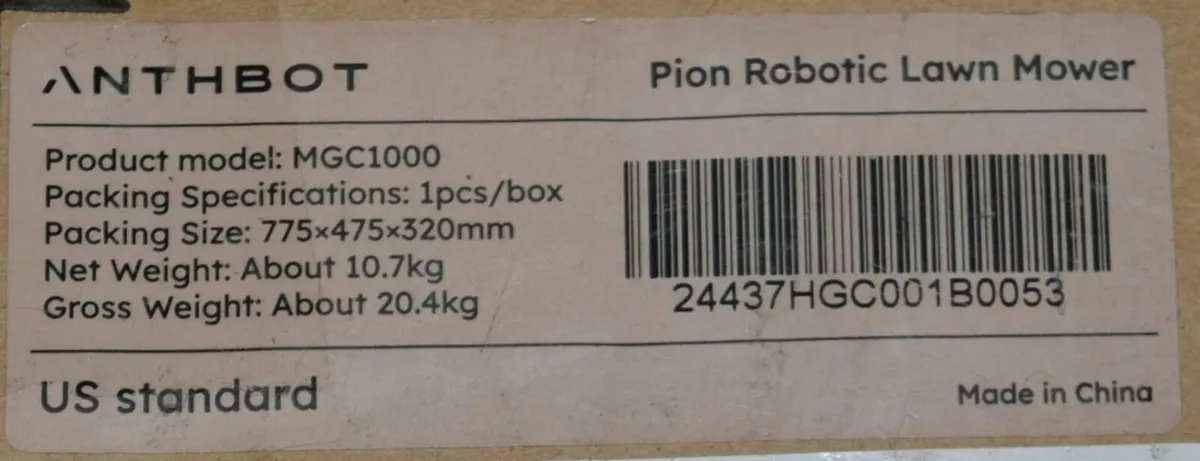 ANTHBOT
Pion Robotic Lawn Mower
Product model: MGC1000
Packing Specifications: 1pcs/box
Packing Size: 775×475×320mm
Net Weight: About 10.7kg
Gross Weight: About 20.4kg
24437HGC001B0053
US standard
Made in China